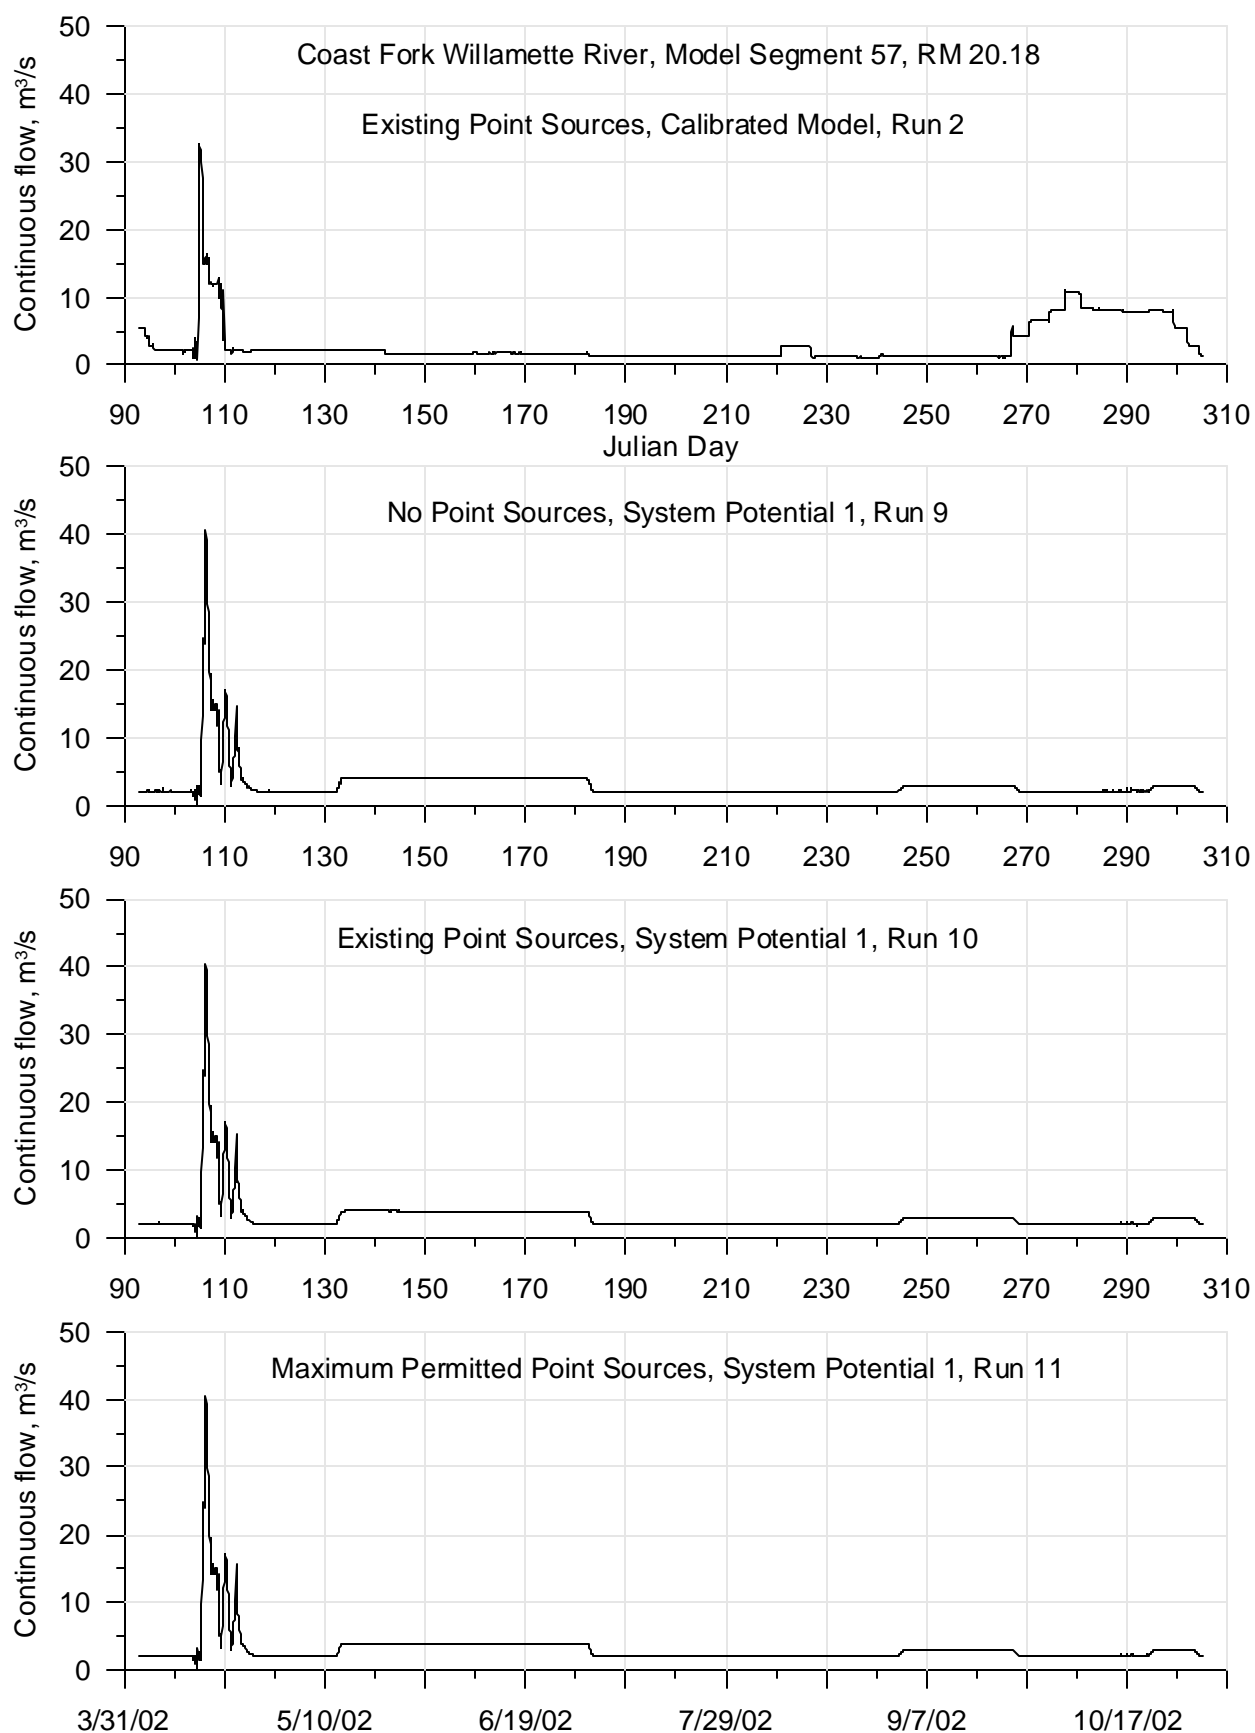 Coast Fork Willamette River, Model Segment 57, RM 20.18
Existing Point Sources, Calibrated Model, Run 2
Continuous flow, m³/s
50
40
30
20
10
0
90 110 130 150 170 190 210 230 250 270 290 310
Julian Day
No Point Sources, System Potential 1, Run 9
Continuous flow, m³/s
50
40
30
20
10
0
90 110 130 150 170 190 210 230 250 270 290 310
Existing Point Sources, System Potential 1, Run 10
Continuous flow, m³/s
50
40
30
20
10
0
90 110 130 150 170 190 210 230 250 270 290 310
Maximum Permitted Point Sources, System Potential 1, Run 11
Continuous flow, m³/s
50
40
30
20
10
0
3/31/02 5/10/02 6/19/02 7/29/02 9/7/02 10/17/02